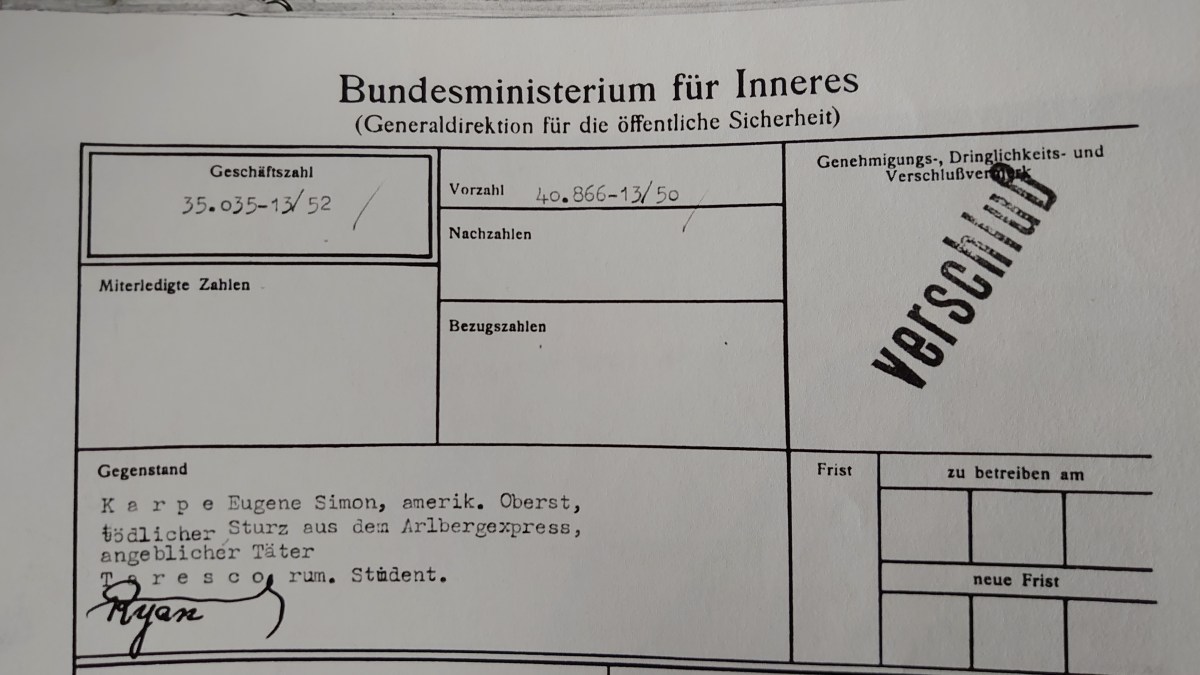 Bundesministerium für Inneres
(Generaldirektion für die öffentliche Sicherheit)
Geschäftszahl
35.035-13/52
Vorzahl 40.866-13/50
Nachzahlen
Genehmigungs-, Dringlichkeits- und
Verschlußvermerk
Verschluß
Miterledigte Zahlen
Bezugszahlen
Gegenstand
K a r p e Eugene Simon, amerik. Oberst,
tödlicher Sturz aus dem Arlbergexpress,
angeblicher Täter
T a r e s c o, rum. Student.
Ryan
Frist
zu betreiben am
neue Frist